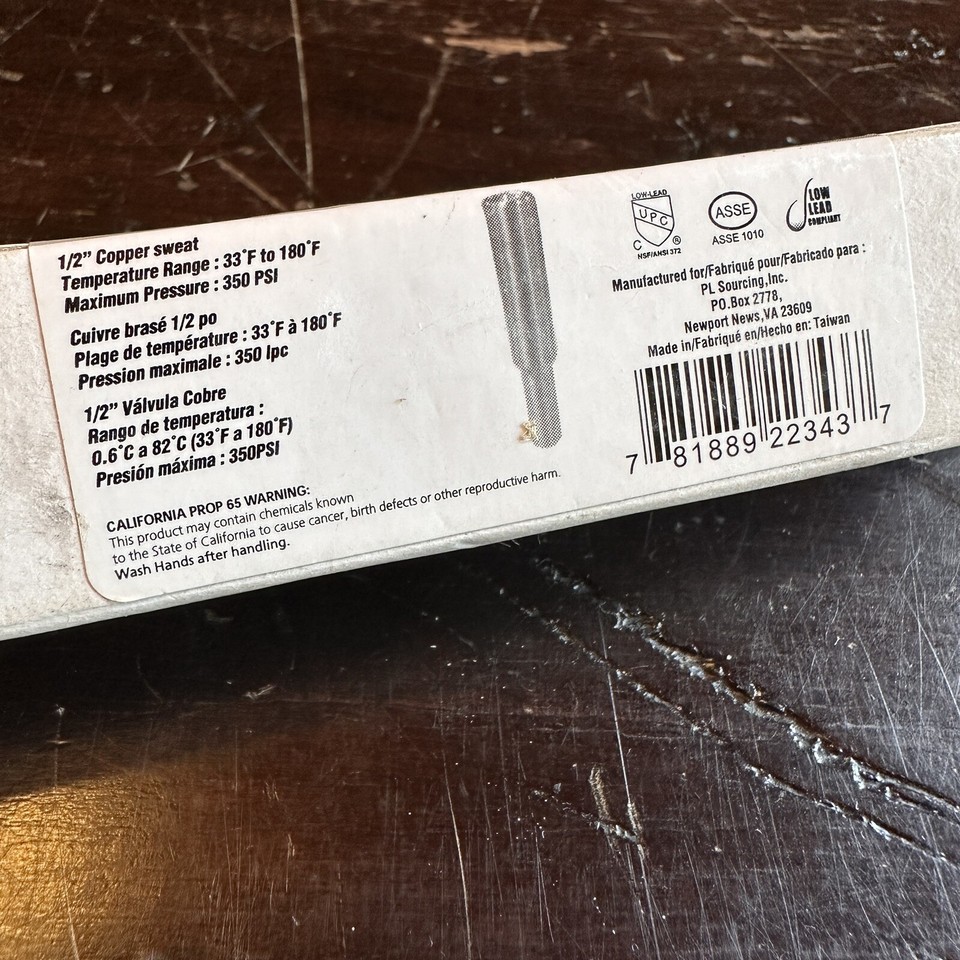 1/2” Copper sweat
Temperature Range : 33˚F to 180˚F
Maximum Pressure : 350 PSI
Cuivre brasé 1/2 po
Plage de température : 33˚F à 180˚F
Pression maximale : 350 lpc
1/2” Válvula Cobre
Rango de temperatura :
0.6˚C a 82˚C (33˚F a 180˚F)
Presión máxima : 350PSI
CALIFORNIA PROP 65 WARNING:
This product may contain chemicals known
to the State of California to cause cancer, birth defects or other reproductive harm.
Wash Hands after handling.
LOW-LEAD
UPC
C ®
HSF/ANSI 372
ASSE
ASSE 1010
LOW
LEAD
COMPLIANT
Manufactured for/Fabriqué pour/Fabricado para :
PL Sourcing,Inc.
PO.Box 2778,
Newport News,VA 23609
Made in/Fabriqué en/Hecho en: Taiwan
7 81889 22343 7